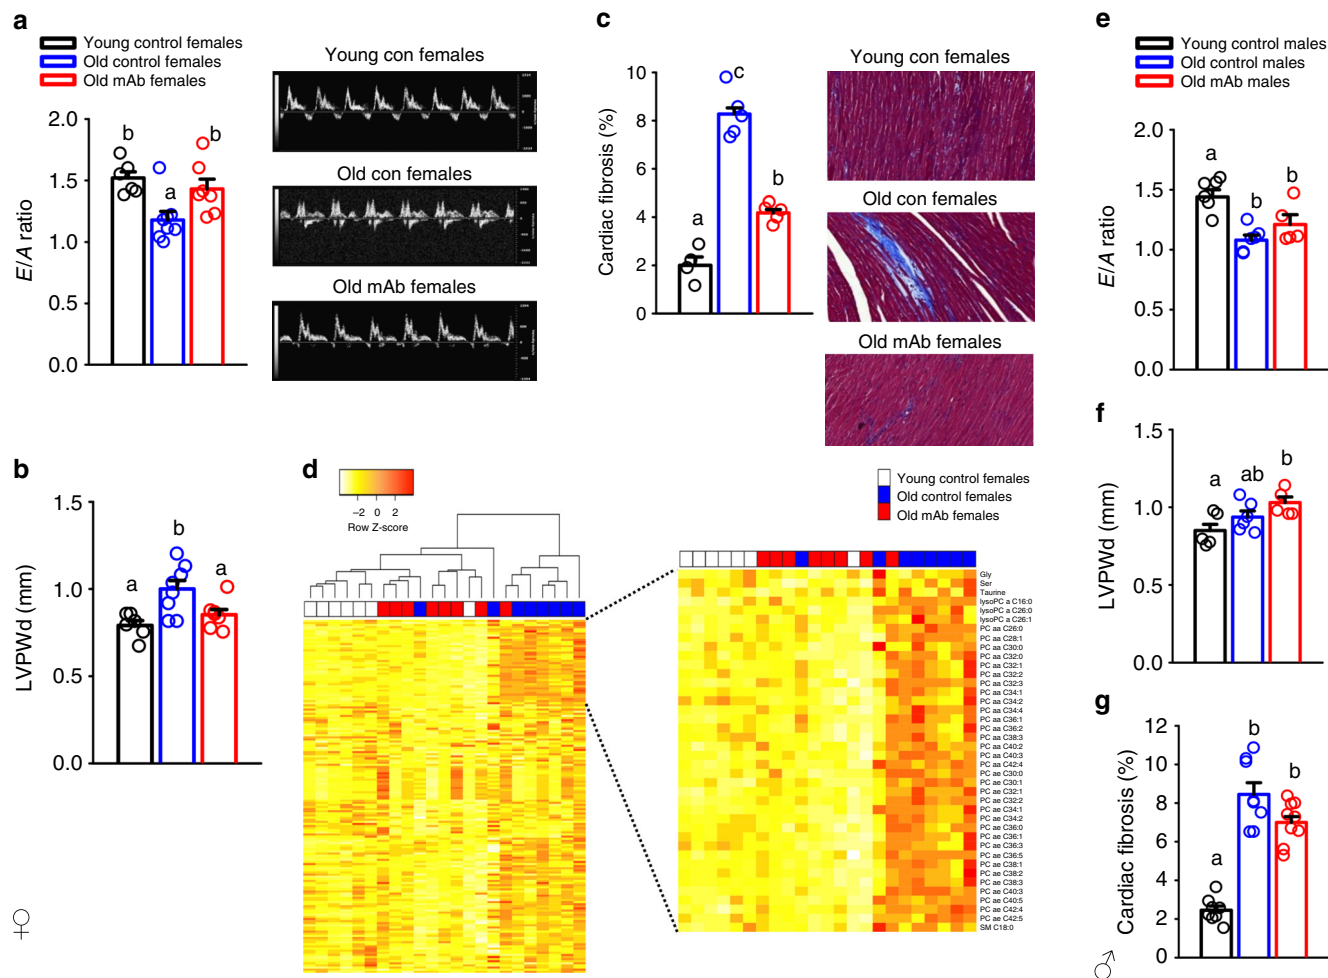 a
Young control females
Old control females
Old mAb females
E/A ratio
2.0
1.5
1.0
0.5
0.0
b
a
b
Young con females
Old con females
Old mAb females
c
Cardiac fibrosis (%)
10
8
6
4
2
0
a
c
b
Young con females
Old con females
Old mAb females
e
Young control males
Old control males
Old mAb males
E/A ratio
2.0
1.5
1.0
0.5
0.0
a
b
b
b
LVPWd (mm)
1.5
1.0
0.5
0.0
a
b
a
♀
d
−2 0 2
Row Z-score
Young control females
Old control females
Old mAb females
Gly
Ser
Taurine
lysoPC a C16:0
lysoPC a C26:0
lysoPC a C26:1
PC aa C26:0
PC aa C28:1
PC aa C30:0
PC aa C32:0
PC aa C32:1
PC aa C32:2
PC aa C32:3
PC aa C34:1
PC aa C34:2
PC aa C34:4
PC aa C36:1
PC aa C36:2
PC aa C38:3
PC aa C40:2
PC aa C40:3
PC aa C42:4
PC ae C30:0
PC ae C30:1
PC ae C32:1
PC ae C32:2
PC ae C34:1
PC ae C34:2
PC ae C36:0
PC ae C36:1
PC ae C36:3
PC ae C36:5
PC ae C38:1
PC ae C38:2
PC ae C38:3
PC ae C40:3
PC ae C40:5
PC ae C42:4
PC ae C42:5
SM C18:0
f
LVPWd (mm)
1.5
1.0
0.5
0.0
a
ab
b
g
Cardiac fibrosis (%)
12
10
8
6
4
2
0
a
b
b
♂